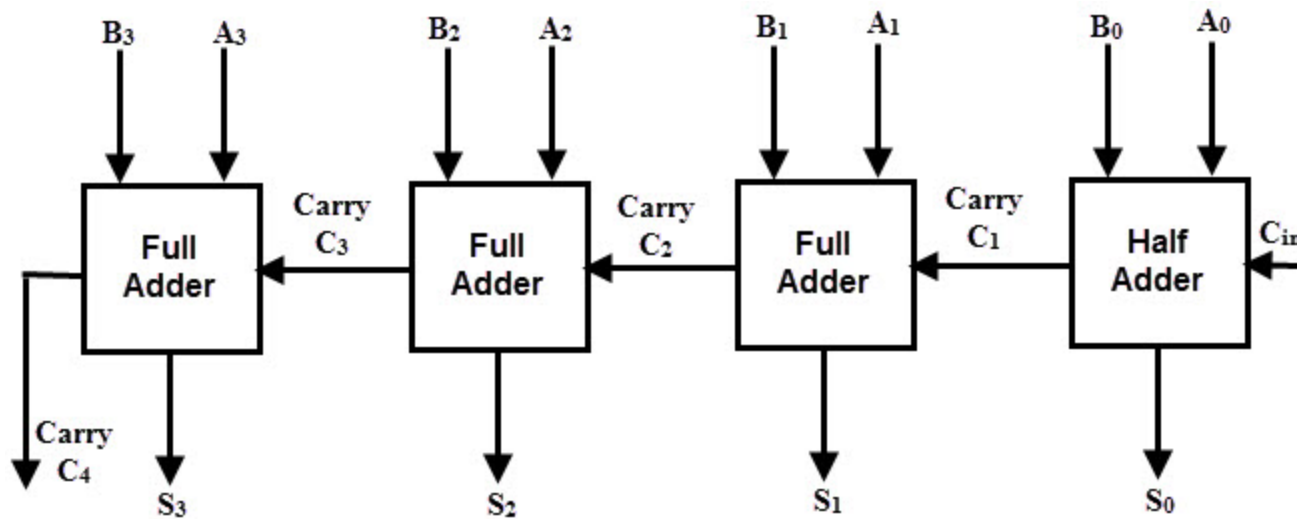 B₃ A₃ B₂ A₂ B₁ A₁ B₀ A₀
Carry C₃
Carry C₂
Carry C₁
Cin
Full Adder
Full Adder
Full Adder
Half Adder
Carry C₄
S₃ S₂ S₁ S₀